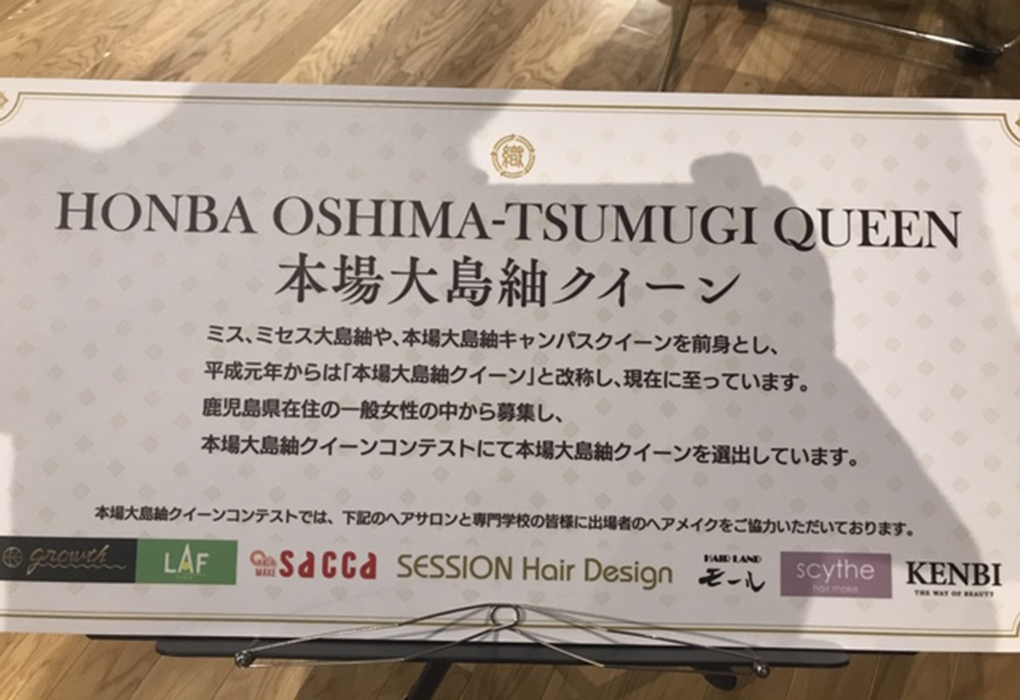 織
HONBA OSHIMA-TSUMUGI QUEEN
本場大島紬クイーン
ミス、ミセス大島紬や、本場大島紬キャンパスクイーンを前身とし、
平成元年からは「本場大島紬クイーン」と改称し、現在に至っています。
鹿児島県在住の一般女性の中から募集し、
本場大島紬クイーンコンテストにて本場大島紬クイーンを選出しています。
本場大島紬クイーンコンテストでは、下記のヘアサロンと専門学校の皆様に出場者のヘアメイクをご協力いただいております。
growth LAF HAIR MAKE sacca SESSION Hair Design HAIR LAND モール scythe hair make KENBI THE WAY OF BEAUTY